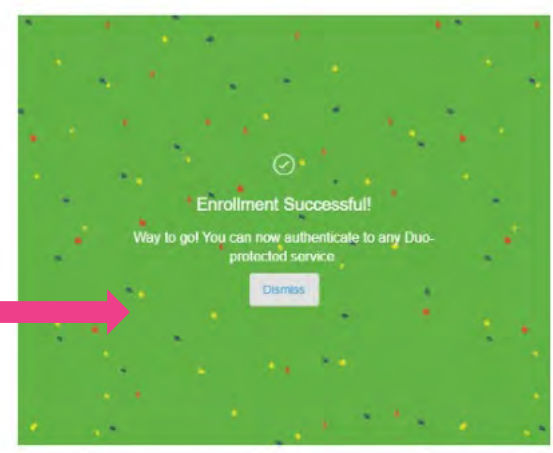 Enrollment Successful!
Way to go! You can now authenticate to any Duo-
protected service
Dismiss